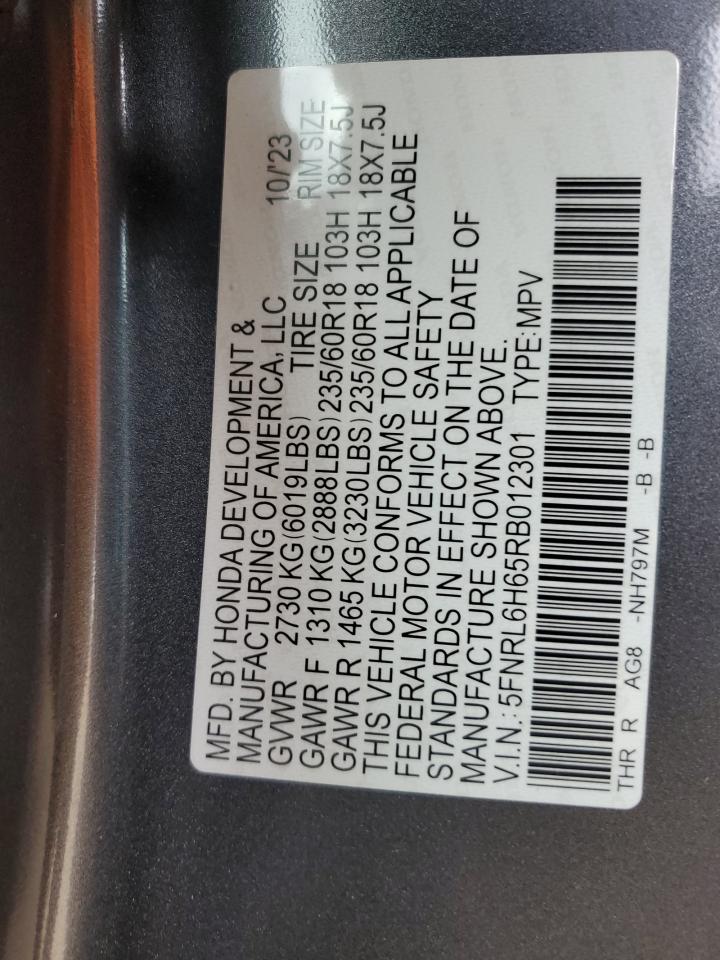 MFD. BY HONDA DEVELOPMENT &
MANUFACTURING OF AMERICA, LLC 10/'23
GVWR 2730 KG(6019LBS) TIRE SIZE RIM SIZE
GAWR F 1310 KG(2888LBS)235/60R18 103H 18X7.5J
GAWR R 1465 KG(3230LBS)235/60R18 103H 18X7.5J
THIS VEHICLE CONFORMS TO ALL APPLICABLE
FEDERAL MOTOR VEHICLE SAFETY
STANDARDS IN EFFECT ON THE DATE OF
MANUFACTURE SHOWN ABOVE.
V.I.N.: 5FNRL6H65RB012301 TYPE:MPV
THR R AG8 -NH797M -B -B